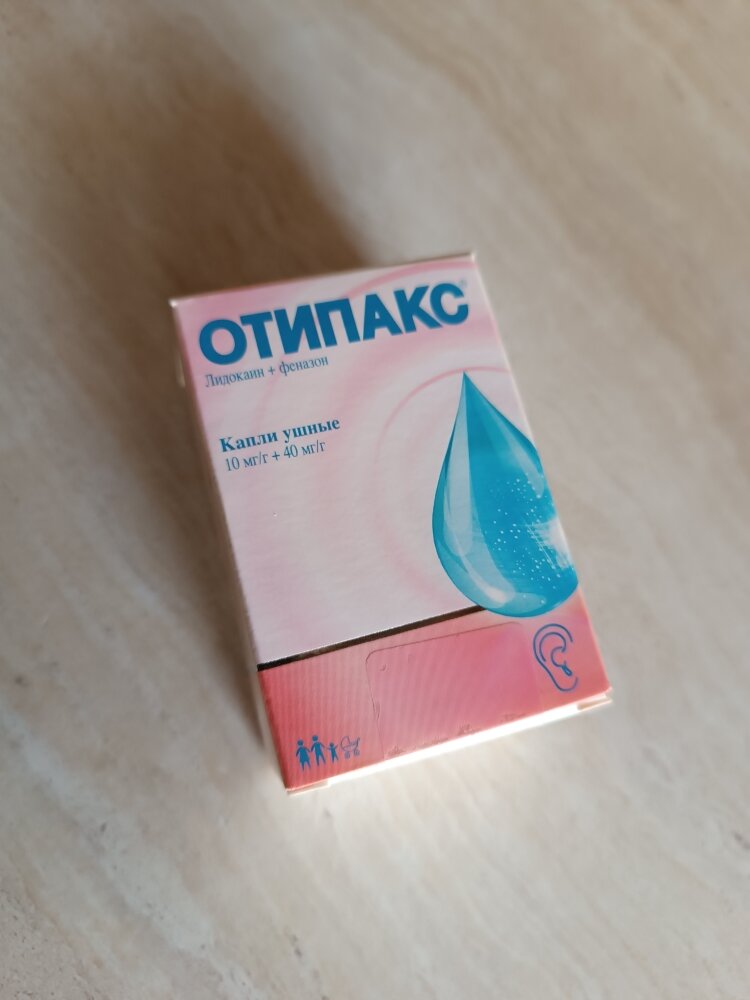 ОТИПАКС®
Лидокаин + феназон
Капли ушные
10 мг/г + 40 мг/г